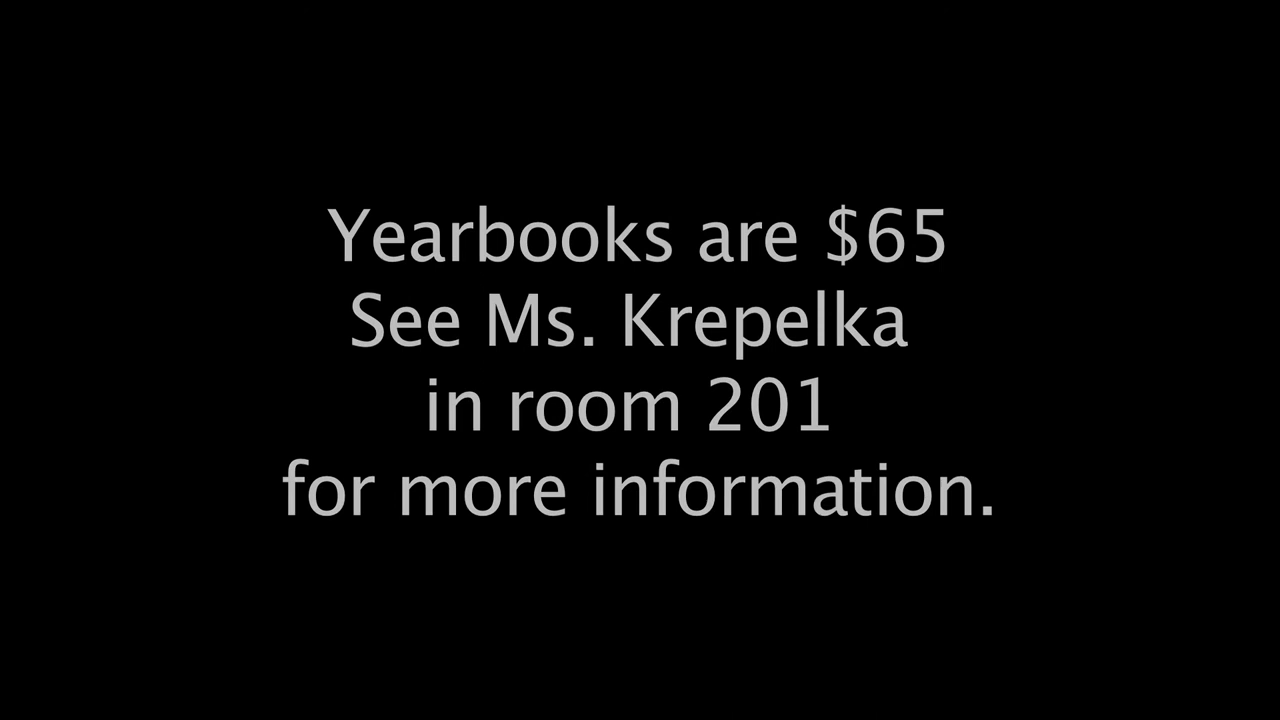 Yearbooks are $65
See Ms. Krepelka
in room 201
for more information.